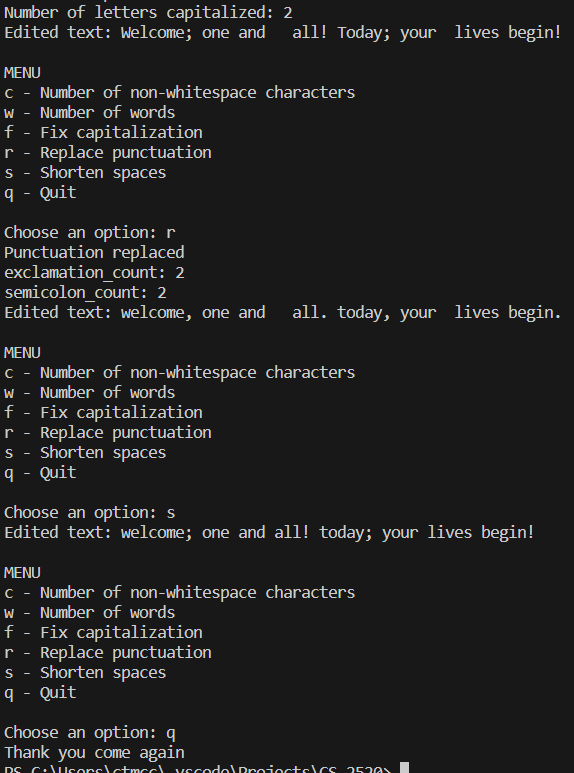 Number of letters capitalized: 2
Edited text: Welcome; one and   all! Today; your  lives begin!
MENU
c - Number of non-whitespace characters
w - Number of words
f - Fix capitalization
r - Replace punctuation
s - Shorten spaces
q - Quit
Choose an option: r
Punctuation replaced
exclamation_count: 2
semicolon_count: 2
Edited text: welcome, one and   all. today, your  lives begin.
MENU
c - Number of non-whitespace characters
w - Number of words
f - Fix capitalization
r - Replace punctuation
s - Shorten spaces
q - Quit
Choose an option: s
Edited text: welcome; one and all! today; your lives begin!
MENU
c - Number of non-whitespace characters
w - Number of words
f - Fix capitalization
r - Replace punctuation
s - Shorten spaces
q - Quit
Choose an option: q
Thank you come again
PS C:\Users\ctmcc\.vscode\Projects\CS 2520>